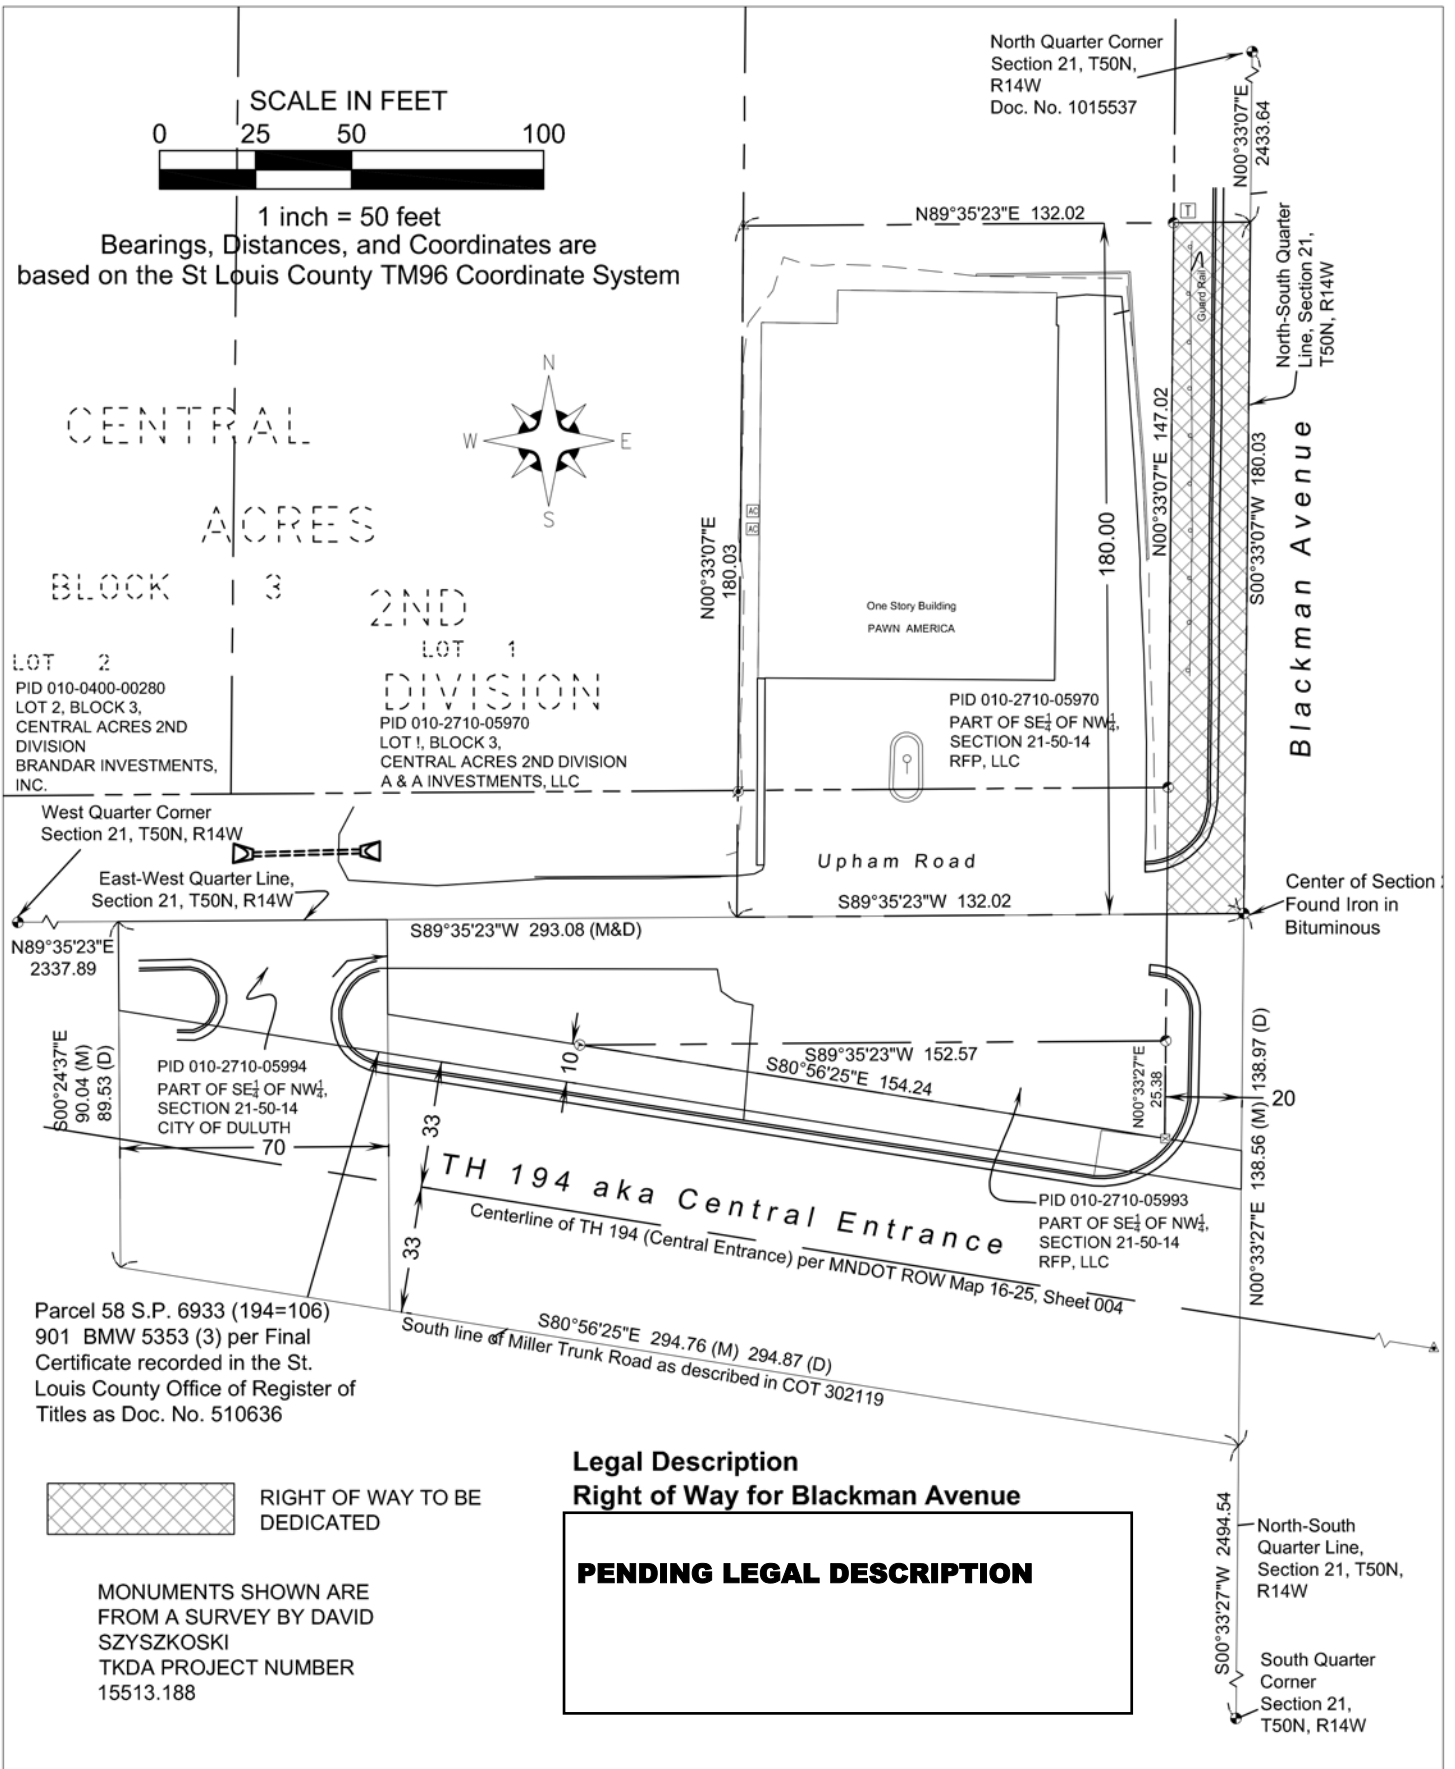 North Quarter Corner
Section 21, T50N,
R14W
Doc. No. 1015537
N00°33'07"E
2433.64
SCALE IN FEET
0 25 50 100
1 inch = 50 feet
Bearings, Distances, and Coordinates are
based on the St Louis County TM96 Coordinate System
N89°35'23"E 132.02
T
Guard Rail
North-South Quarter
Line, Section 21,
T50N, R14W
N
W E
S
CENTRAL
ACRES
BLOCK 3
2ND
LOT 1
DIVISION
LOT 2
PID 010-0400-00280
LOT 2, BLOCK 3,
CENTRAL ACRES 2ND
DIVISION
BRANDAR INVESTMENTS,
INC.
PID 010-2710-05970
LOT !, BLOCK 3,
CENTRAL ACRES 2ND DIVISION
A & A INVESTMENTS, LLC
AC
AC
N00°33'07"E
180.03
One Story Building
PAWN AMERICA
180.00
N00°33'07"E 147.02
S00°33'07"W 180.03
Blackman Avenue
PID 010-2710-05970
PART OF SE1/4 OF NW1/4,
SECTION 21-50-14
RFP, LLC
West Quarter Corner
Section 21, T50N, R14W
East-West Quarter Line,
Section 21, T50N, R14W
Upham Road
S89°35'23"W 132.02
Center of Section
Found Iron in
Bituminous
N89°35'23"E
2337.89
S89°35'23"W 293.08 (M&D)
S00°24'37"E
90.04 (M)
89.53 (D)
PID 010-2710-05994
PART OF SE1/4 OF NW1/4,
SECTION 21-50-14
CITY OF DULUTH
70
10
S89°35'23"W 152.57
S80°56'25"E 154.24
N00°33'27"E
25.38
20
N00°33'27"E 138.56 (M) 138.97 (D)
33
33
TH 194 aka Central Entrance
Centerline of TH 194 (Central Entrance) per MNDOT ROW Map 16-25, Sheet 004
PID 010-2710-05993
PART OF SE1/4 OF NW1/4,
SECTION 21-50-14
RFP, LLC
S80°56'25"E 294.76 (M) 294.87 (D)
South line of Miller Trunk Road as described in COT 302119
Parcel 58 S.P. 6933 (194=106)
901 BMW 5353 (3) per Final
Certificate recorded in the St.
Louis County Office of Register of
Titles as Doc. No. 510636
RIGHT OF WAY TO BE
DEDICATED
MONUMENTS SHOWN ARE
FROM A SURVEY BY DAVID
SZYSZKOSKI
TKDA PROJECT NUMBER
15513.188
Legal Description
Right of Way for Blackman Avenue
PENDING LEGAL DESCRIPTION
S00°33'27"W 2494.54
North-South
Quarter Line,
Section 21, T50N,
R14W
South Quarter
Corner
Section 21,
T50N, R14W